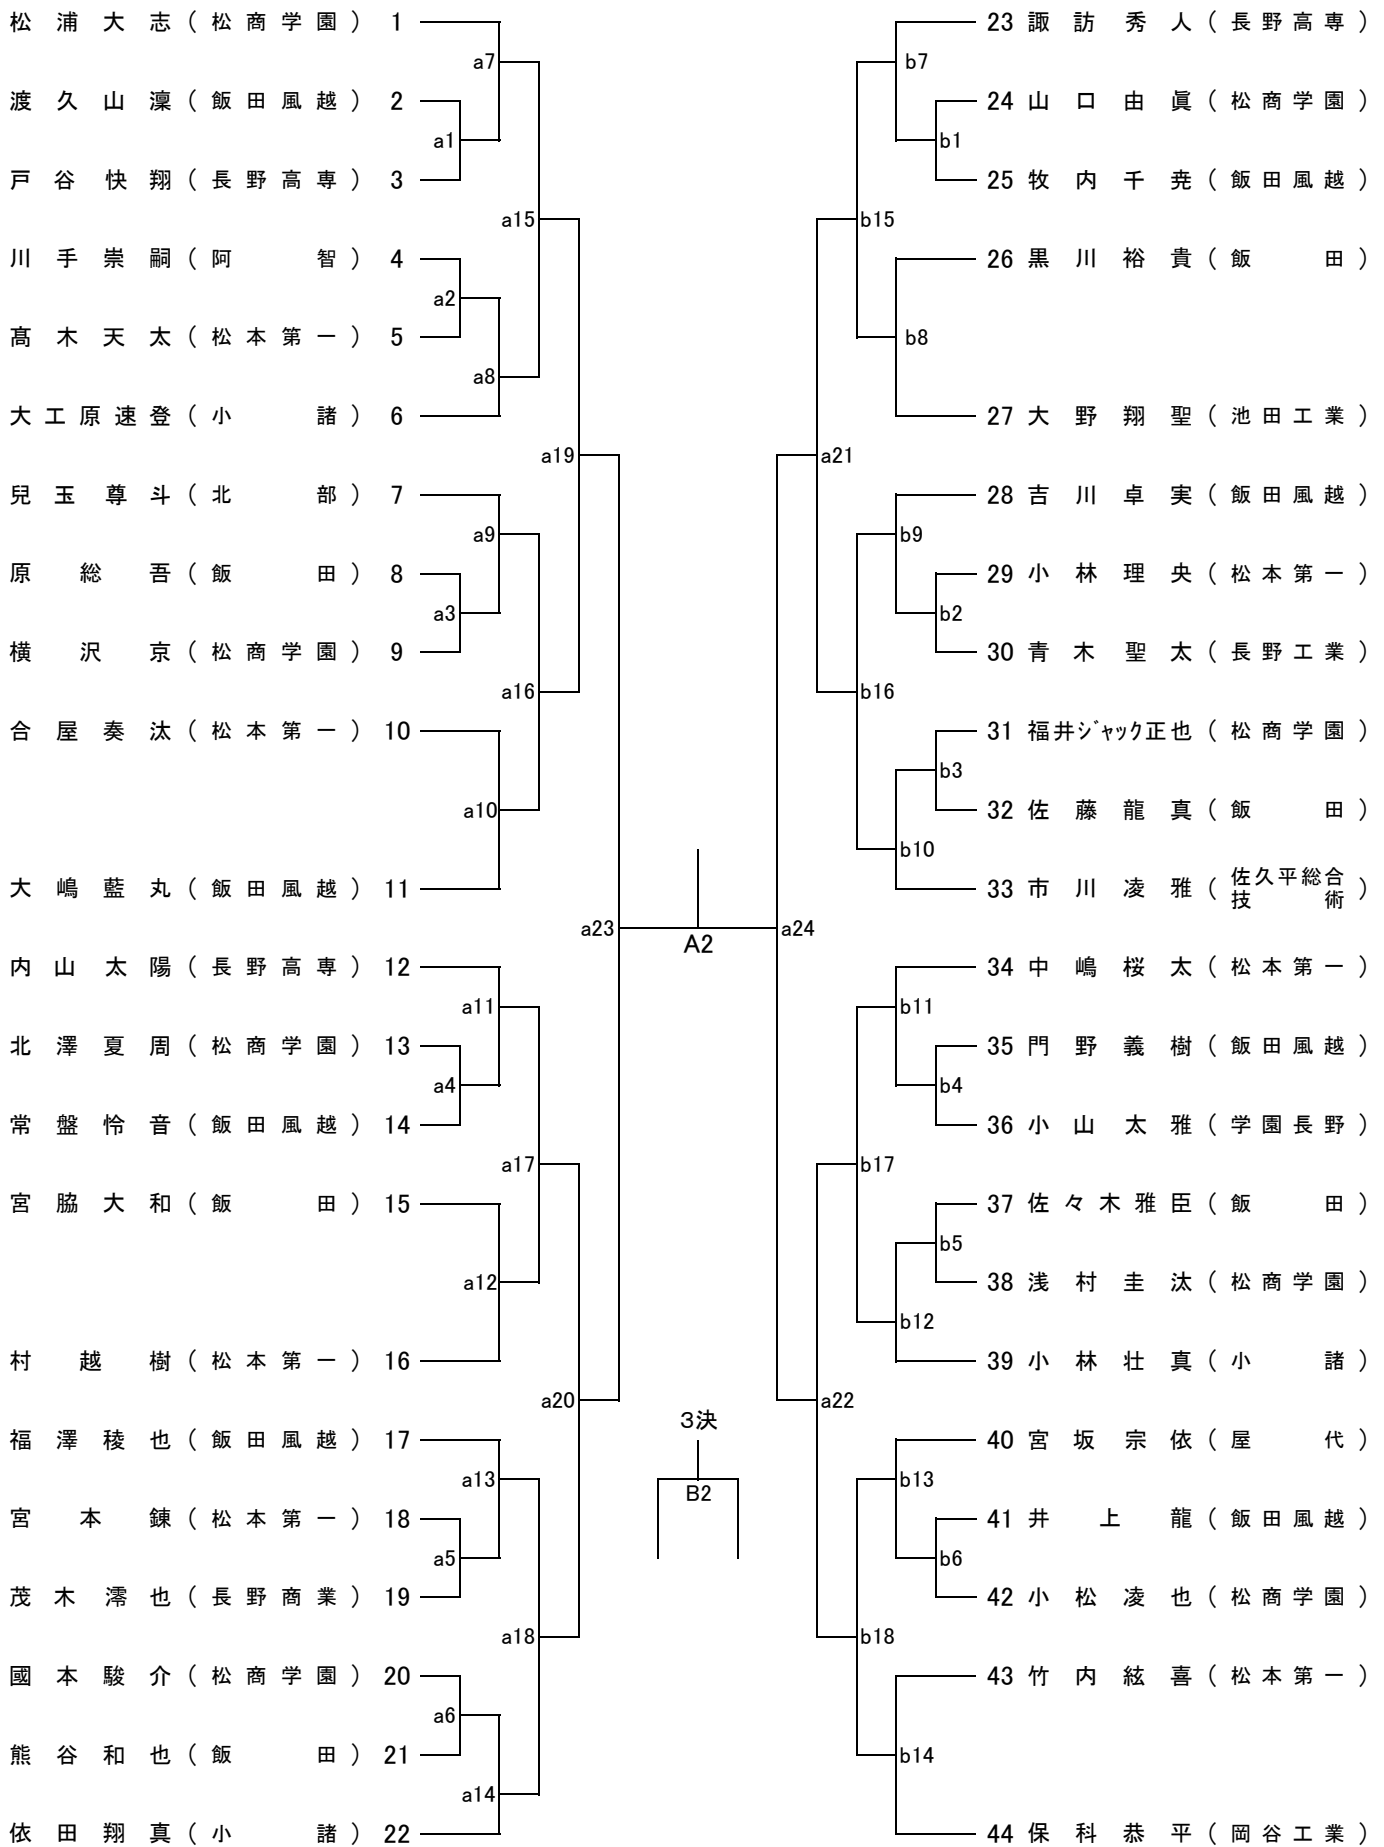 松浦大志（松商学園）1
a7
渡久山凜（飯田風越）2
a1
戸谷快翔（長野高専）3
a15
川手崇嗣（阿智）4
a2
髙木天太（松本第一）5
a8
大工原速登（小諸）6
a19
兒玉尊斗（北部）7
a9
原総吾（飯田）8
a3
横沢京（松商学園）9
a16
合屋奏汰（松本第一）10
a10
大嶋藍丸（飯田風越）11
a23
内山太陽（長野高専）12
a11
北澤夏周（松商学園）13
a4
常盤怜音（飯田風越）14
a17
宮脇大和（飯田）15
a12
村越樹（松本第一）16
a20
福澤稜也（飯田風越）17
a13
宮本錬（松本第一）18
a5
茂木澪也（長野商業）19
a18
國本駿介（松商学園）20
a6
熊谷和也（飯田）21
a14
依田翔真（小諸）22
A2
3決
B2
23 諏訪秀人（長野高専）
b7
24 山口由眞（松商学園）
b1
25 牧内千尭（飯田風越）
b15
26 黒川裕貴（飯田）
b8
27 大野翔聖（池田工業）
a21
28 吉川卓実（飯田風越）
b9
29 小林理央（松本第一）
b2
30 青木聖太（長野工業）
b16
31 福井ジャック正也（松商学園）
b3
32 佐藤龍真（飯田）
b10
33 市川凌雅（佐久平総合技術）
a24
34 中嶋桜太（松本第一）
b11
35 門野義樹（飯田風越）
b4
36 小山太雅（学園長野）
b17
37 佐々木雅臣（飯田）
b5
38 浅村圭汰（松商学園）
b12
39 小林壮真（小諸）
a22
40 宮坂宗依（屋代）
b13
41 井上龍（飯田風越）
b6
42 小松凌也（松商学園）
b18
43 竹内絃喜（松本第一）
b14
44 保科恭平（岡谷工業）